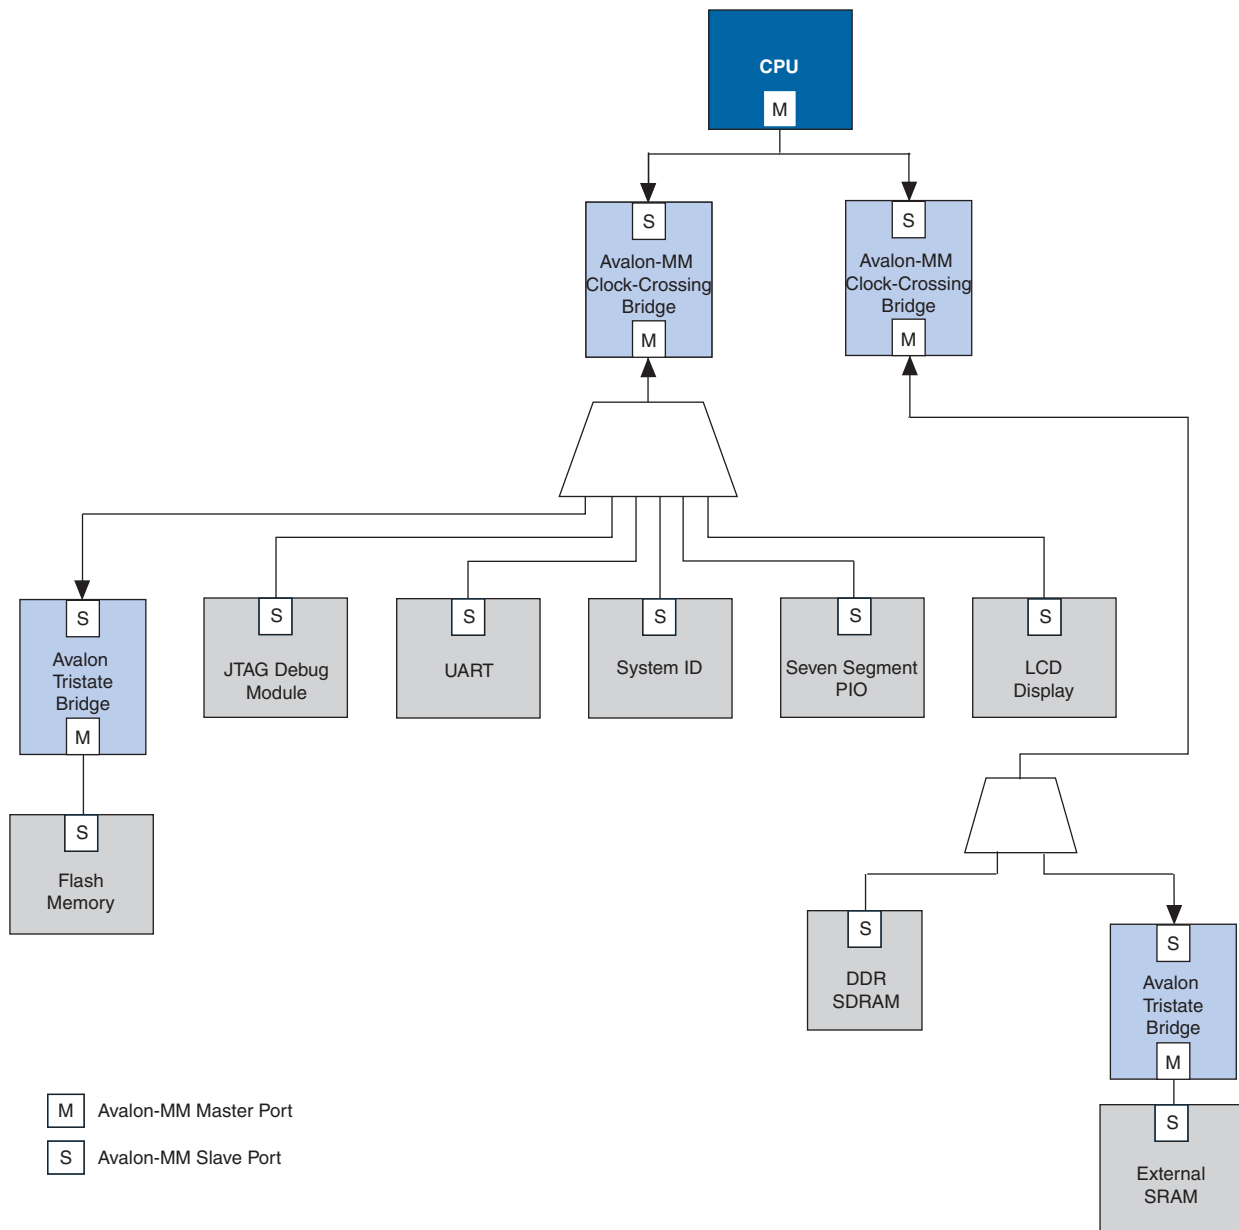 CPU
M
S
S
Avalon-MM
Clock-Crossing
Bridge
Avalon-MM
Clock-Crossing
Bridge
M
M
S
Avalon
Tristate
Bridge
M
S
JTAG Debug
Module
S
UART
S
System ID
S
Seven Segment
PIO
S
LCD
Display
S
Flash
Memory
S
DDR
SDRAM
S
Avalon
Tristate
Bridge
M
S
External
SRAM
M Avalon-MM Master Port
S Avalon-MM Slave Port